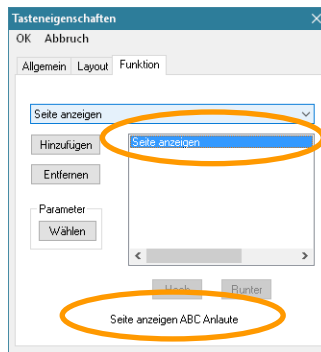 Tasteneigenschaften
OK Abbruch
Allgemein Layout Funktion
Seite anzeigen
Hinzufügen
Seite anzeigen
Entfernen
Parameter
Wählen
Hoch Runter
Seite anzeigen ABC Anlaute